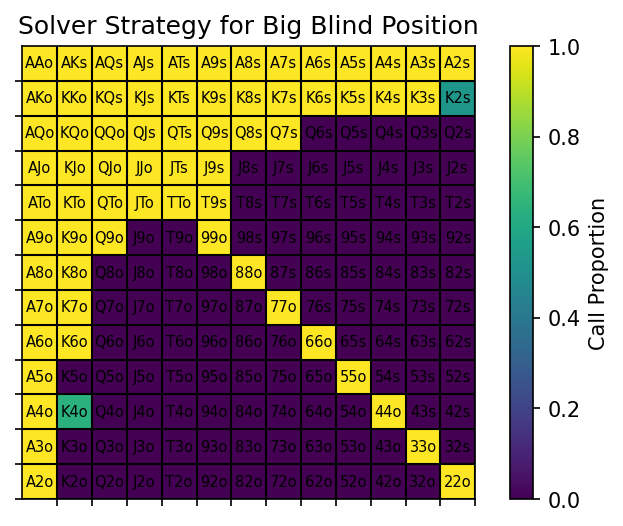 Solver Strategy for Big Blind Position
AAo AKs AQs AJs ATs A9s A8s A7s A6s A5s A4s A3s A2s
AKo KKo KQs KJs KTs K9s K8s K7s K6s K5s K4s K3s K2s
AQo KQo QQo QJs QTs Q9s Q8s Q7s Q6s Q5s Q4s Q3s Q2s
AJo KJo QJo JJo JTs J9s J8s J7s J6s J5s J4s J3s J2s
ATo KTo QTo JTo TTo T9s T8s T7s T6s T5s T4s T3s T2s
A9o K9o Q9o J9o T9o 99o 98s 97s 96s 95s 94s 93s 92s
A8o K8o Q8o J8o T8o 98o 88o 87s 86s 85s 84s 83s 82s
A7o K7o Q7o J7o T7o 97o 87o 77o 76s 75s 74s 73s 72s
A6o K6o Q6o J6o T6o 96o 86o 76o 66o 65s 64s 63s 62s
A5o K5o Q5o J5o T5o 95o 85o 75o 65o 55o 54s 53s 52s
A4o K4o Q4o J4o T4o 94o 84o 74o 64o 54o 44o 43s 42s
A3o K3o Q3o J3o T3o 93o 83o 73o 63o 53o 43o 33o 32s
A2o K2o Q2o J2o T2o 92o 82o 72o 62o 52o 42o 32o 22o
1.0
0.8
0.6
0.4
0.2
0.0
Call Proportion